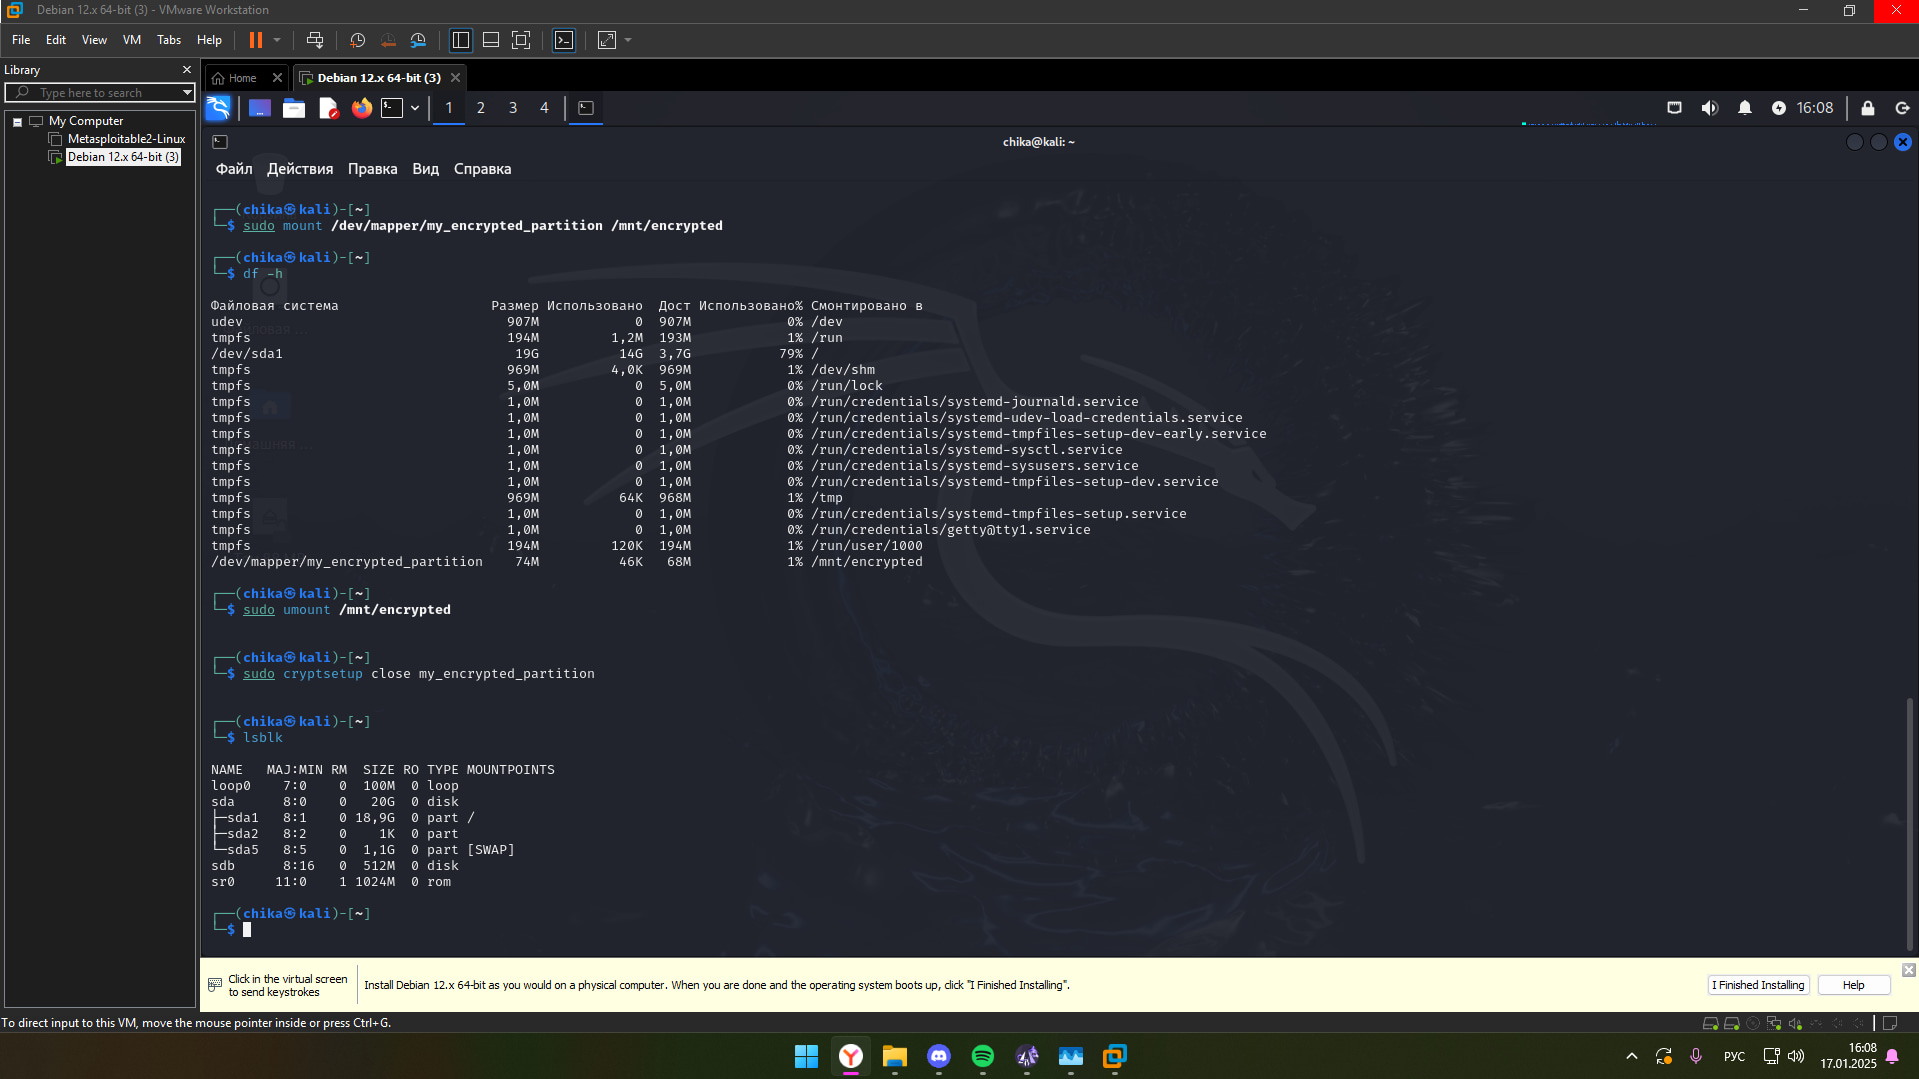 Debian 12.x 64-bit (3) - VMware Workstation
File Edit View VM Tabs Help
Library
Type here to search
My Computer
Metasploitable2-Linux
Debian 12.x 64-bit (3)
Home
Debian 12.x 64-bit (3)
1 2 3 4
16:08
chika@kali: ~
Файл Действия Правка Вид Справка
┌──(chika㉿kali)-[~]
└─$ sudo mount /dev/mapper/my_encrypted_partition /mnt/encrypted
┌──(chika㉿kali)-[~]
└─$ df -h
Файловая система Размер Использовано Дост Использовано% Смонтировано в
udev 907M 0 907M 0% /dev
tmpfs 194M 1,2M 193M 1% /run
/dev/sda1 19G 14G 3,7G 79% /
tmpfs 969M 4,0K 969M 1% /dev/shm
tmpfs 5,0M 0 5,0M 0% /run/lock
tmpfs 1,0M 0 1,0M 0% /run/credentials/systemd-journald.service
tmpfs 1,0M 0 1,0M 0% /run/credentials/systemd-udev-load-credentials.service
tmpfs 1,0M 0 1,0M 0% /run/credentials/systemd-tmpfiles-setup-dev-early.service
tmpfs 1,0M 0 1,0M 0% /run/credentials/systemd-sysctl.service
tmpfs 1,0M 0 1,0M 0% /run/credentials/systemd-sysusers.service
tmpfs 1,0M 0 1,0M 0% /run/credentials/systemd-tmpfiles-setup-dev.service
tmpfs 969M 64K 968M 1% /tmp
tmpfs 1,0M 0 1,0M 0% /run/credentials/systemd-tmpfiles-setup.service
tmpfs 1,0M 0 1,0M 0% /run/credentials/getty@tty1.service
tmpfs 194M 120K 194M 1% /run/user/1000
/dev/mapper/my_encrypted_partition 74M 46K 68M 1% /mnt/encrypted
┌──(chika㉿kali)-[~]
└─$ sudo umount /mnt/encrypted
┌──(chika㉿kali)-[~]
└─$ sudo cryptsetup close my_encrypted_partition
┌──(chika㉿kali)-[~]
└─$ lsblk
NAME MAJ:MIN RM SIZE RO TYPE MOUNTPOINTS
loop0 7:0 0 100M 0 loop
sda 8:0 0 20G 0 disk
├─sda1 8:1 0 18,9G 0 part /
├─sda2 8:2 0 1K 0 part
└─sda5 8:5 0 1,1G 0 part [SWAP]
sdb 8:16 0 512M 0 disk
sr0 11:0 1 1024M 0 rom
┌──(chika㉿kali)-[~]
└─$
Click in the virtual screen
to send keystrokes
Install Debian 12.x 64-bit as you would on a physical computer. When you are done and the operating system boots up, click "I Finished Installing".
I Finished Installing
Help
To direct input to this VM, move the mouse pointer inside or press Ctrl+G.
РУС
16:08
17.01.2025